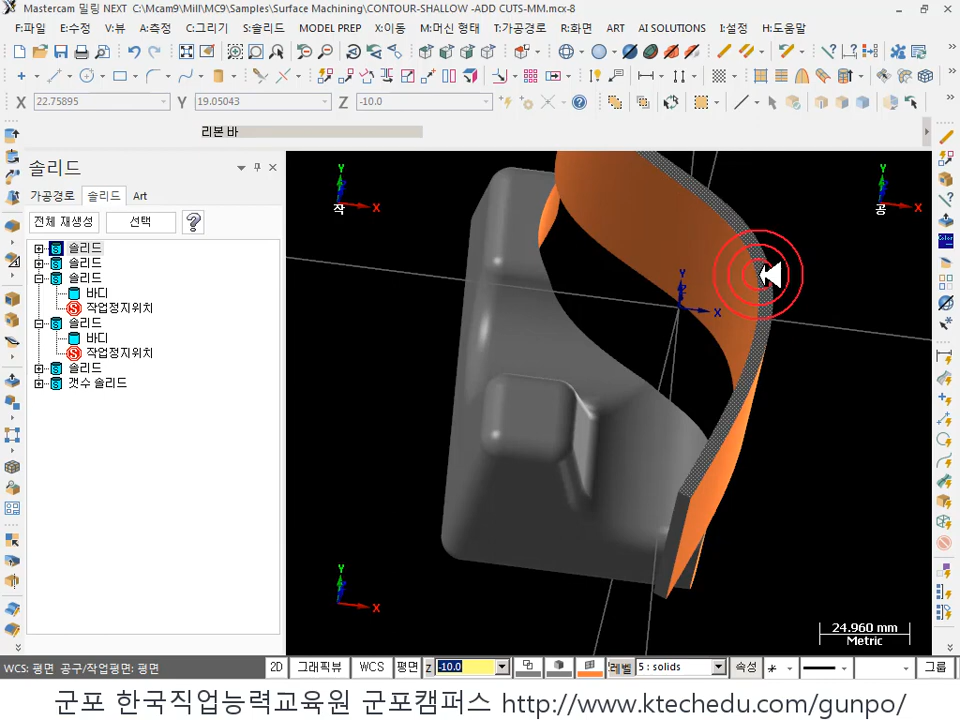 Mastercam 밀링 NEXT  C:\Mcam9\Mill\MC9\Samples\Surface Machining\CONTOUR-SHALLOW -ADD CUTS-MM.mcx-8
F:파일 E:수정 V:뷰 A:측정 C:그리기 S:솔리드 MODEL PREP X:이동 M:머신 형태 T:가공경로 R:화면 ART AI SOLUTIONS I:설정 H:도움말
X 22.75895 Y 19.05043 Z -10.0
리본 바
솔리드
가공경로 솔리드 Art
전체 재생성 선택
솔리드
솔리드
솔리드
바디
작업정지위치
솔리드
바디
작업정지위치
솔리드
갯수 솔리드
Y
X
작
Y
X
공
Y
X
Y
X
24.960 mm
Metric
WCS: 평면 공구/작업평면: 평면 2D 그래픽뷰 WCS 평면 Z -10.0 레벨 5 : solids 속성 그룹
군포 한국직업능력교육원 군포캠퍼스 http://www.ktechedu.com/gunpo/